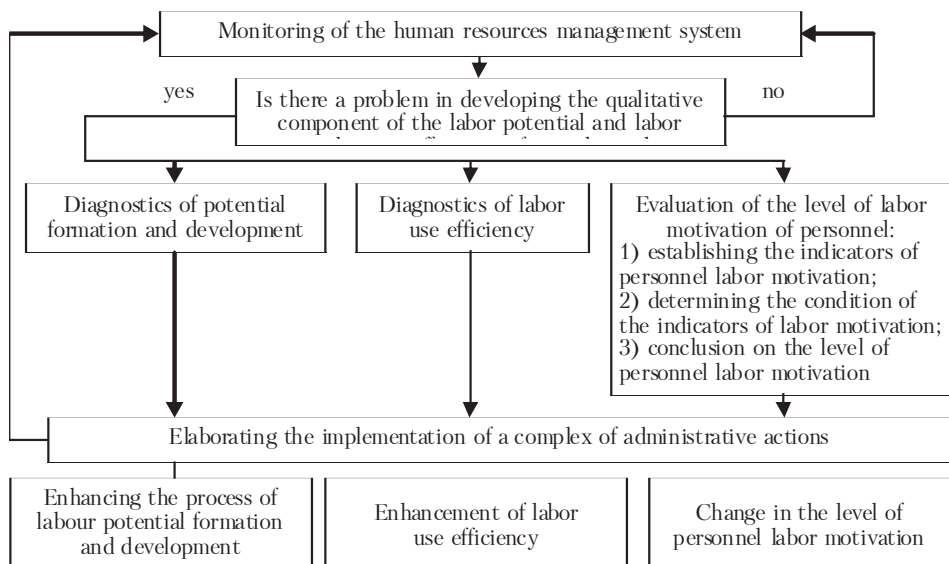 Monitoring of the human resources management system
yes
no
Is there a problem in developing the qualitative
component of the labor potential and labor
Diagnostics of potential
formation and development
Diagnostics of labor
use efficiency
Evaluation of the level of labor
motivation of personnel:
1) establishing the indicators of
personnel labor motivation;
2) determining the condition of
the indicators of labor motivation;
3) conclusion on the level of
personnel labor motivation
Elaborating the implementation of a complex of administrative actions
Enhancing the process of
labour potential formation
and development
Enhancement of labor
use efficiency
Change in the level of
personnel labor motivation